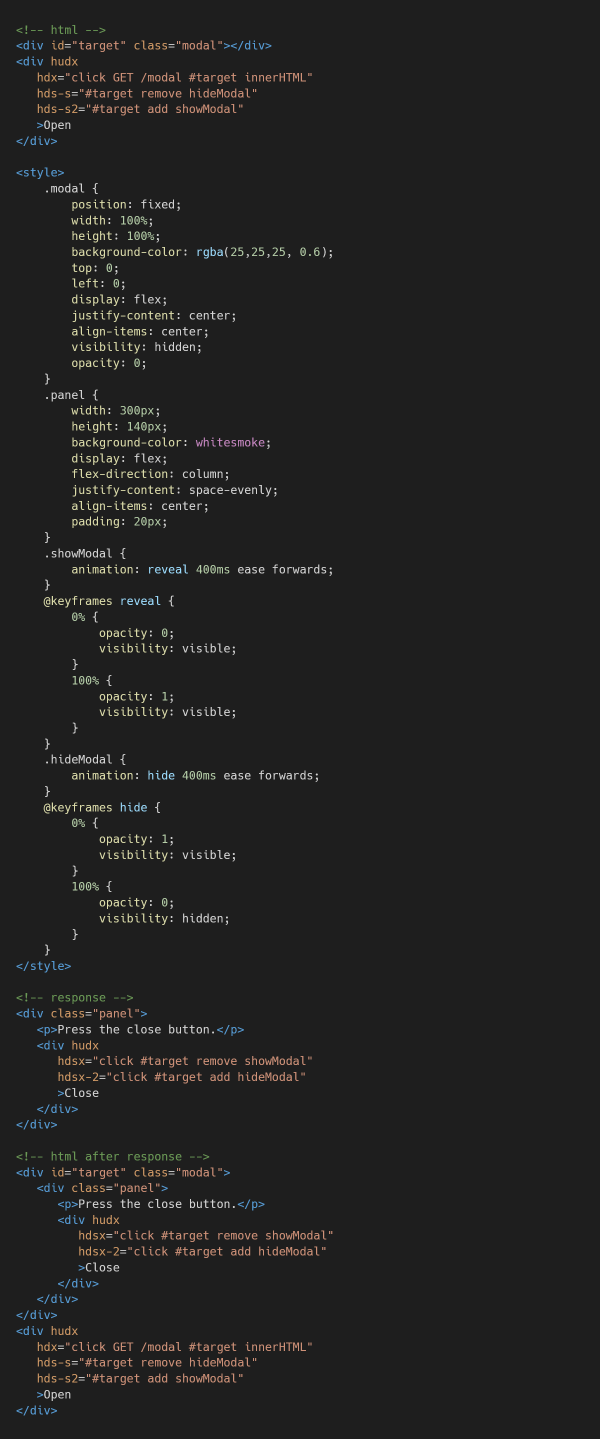 <!-- html -->
<div id="target" class="modal"></div>
<div hudx
   hdx="click GET /modal #target innerHTML"
   hds-s="#target remove hideModal"
   hds-s2="#target add showModal"
   >Open
</div>

<style>
    .modal {
        position: fixed;
        width: 100%;
        height: 100%;
        background-color: rgba(25,25,25, 0.6);
        top: 0;
        left: 0;
        display: flex;
        justify-content: center;
        align-items: center;
        visibility: hidden;
        opacity: 0;
    }
    .panel {
        width: 300px;
        height: 140px;
        background-color: whitesmoke;
        display: flex;
        flex-direction: column;
        justify-content: space-evenly;
        align-items: center;
        padding: 20px;
    }
    .showModal {
        animation: reveal 400ms ease forwards;
    }
    @keyframes reveal {
        0% {
            opacity: 0;
            visibility: visible;
        }
        100% {
            opacity: 1;
            visibility: visible;
        }
    }
    .hideModal {
        animation: hide 400ms ease forwards;
    }
    @keyframes hide {
        0% {
            opacity: 1;
            visibility: visible;
        }
        100% {
            opacity: 0;
            visibility: hidden;
        }
    }
</style>

<!-- response -->
<div class="panel">
   <p>Press the close button.</p>
   <div hudx
      hdsx="click #target remove showModal"
      hdsx-2="click #target add hideModal"
      >Close
   </div>
</div>

<!-- html after response -->
<div id="target" class="modal">
   <div class="panel">
      <p>Press the close button.</p>
      <div hudx
         hdsx="click #target remove showModal"
         hdsx-2="click #target add hideModal"
         >Close
      </div>
   </div>
</div>
<div hudx
   hdx="click GET /modal #target innerHTML"
   hds-s="#target remove hideModal"
   hds-s2="#target add showModal"
   >Open
</div>